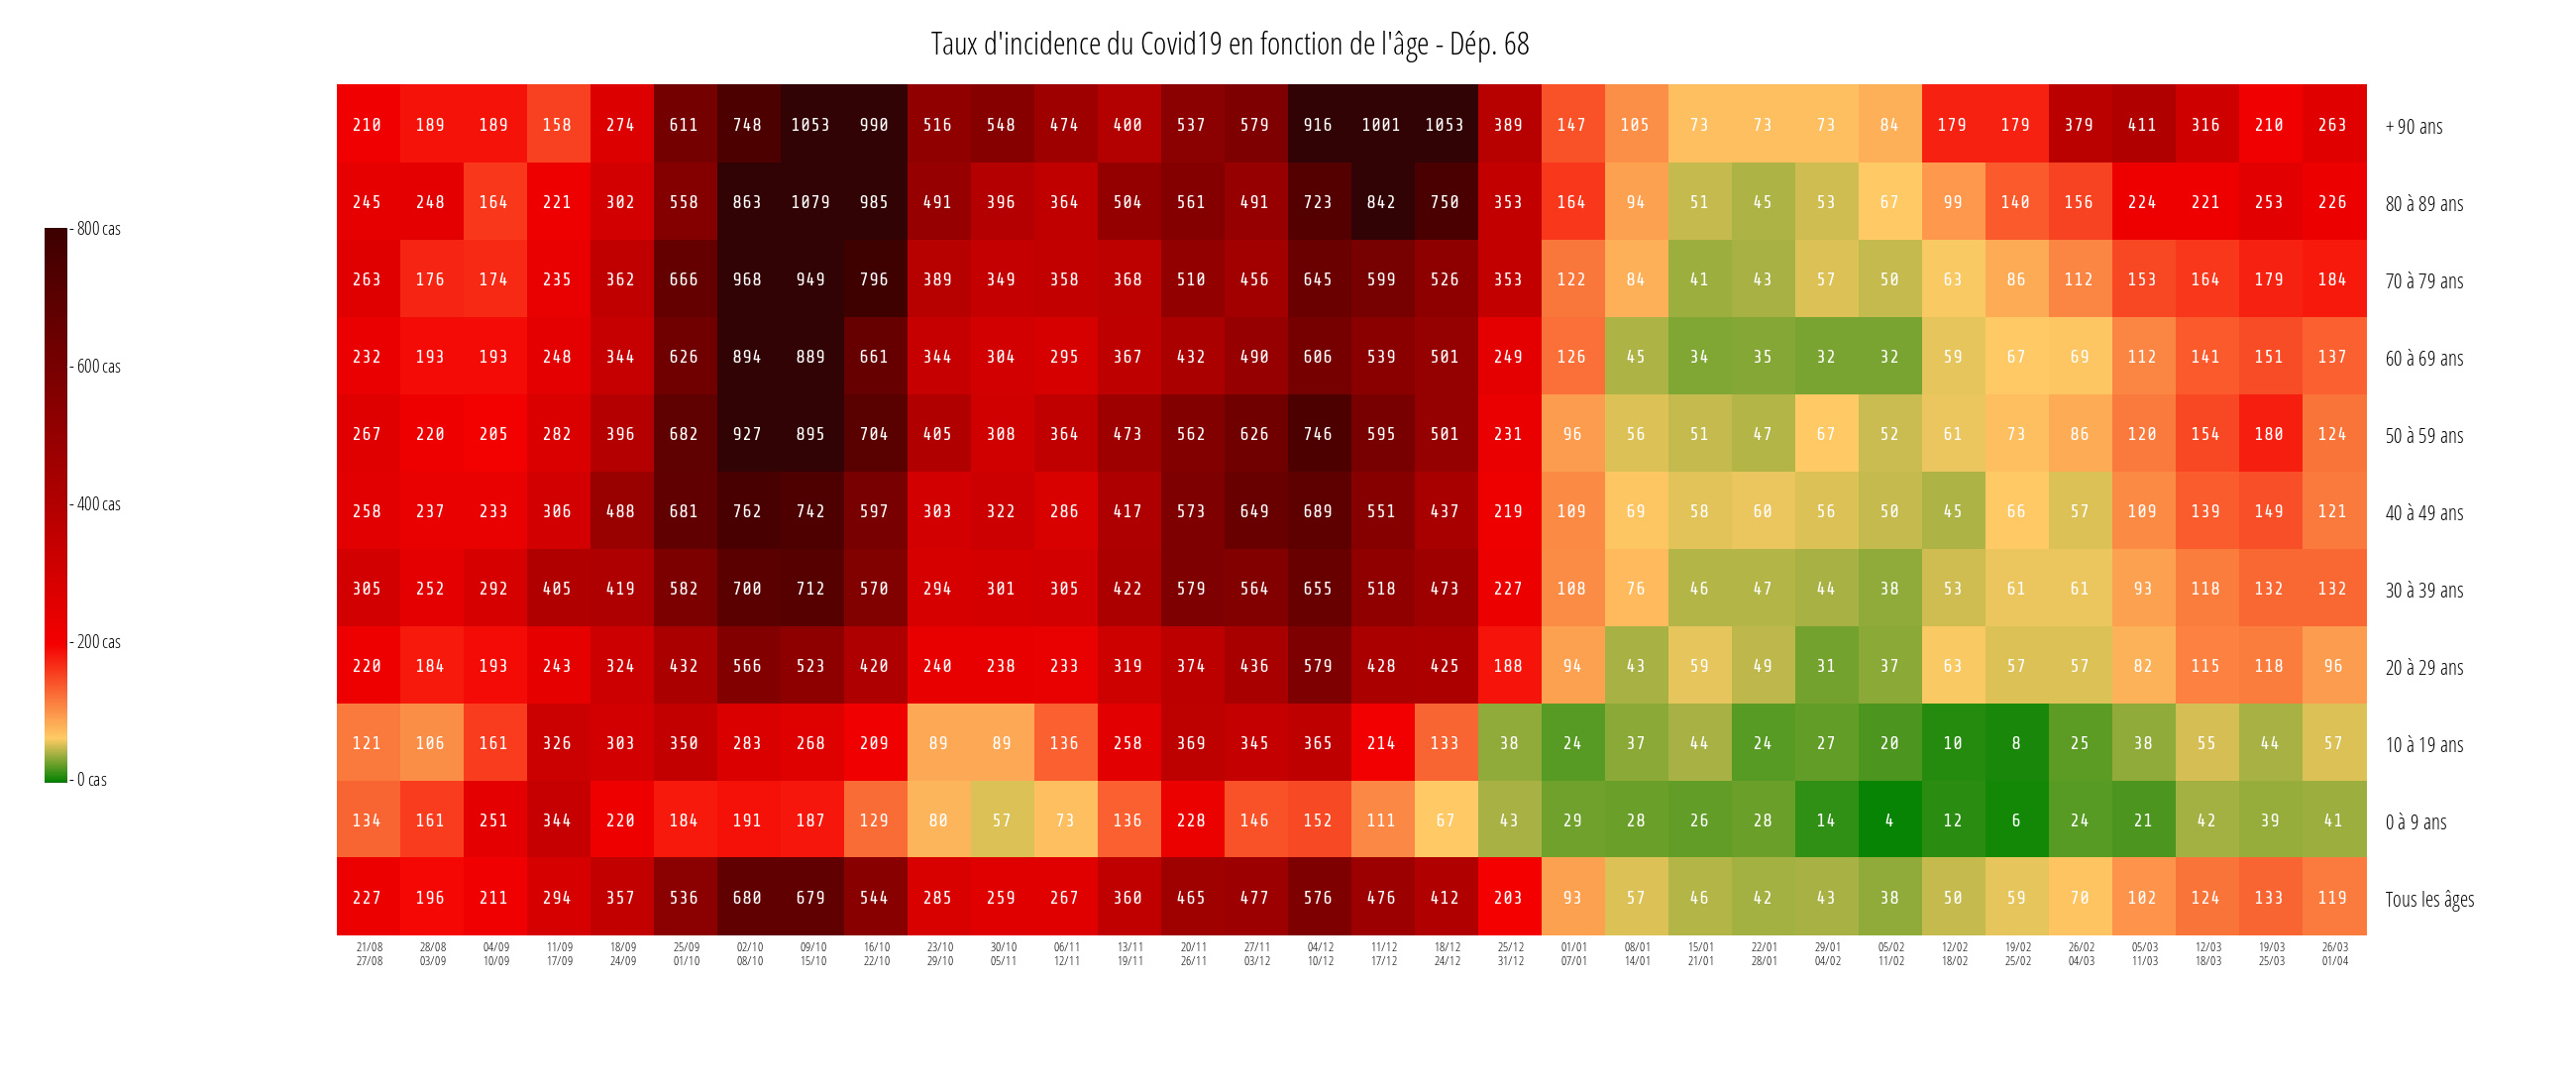 Taux d'incidence du Covid19 en fonction de l'âge - Dép. 68
- 800 cas
- 600 cas
- 400 cas
- 200 cas
- 0 cas
210 189 189 158 274 611 748 1053 990 516 548 474 400 537 579 916 1001 1053 389 147 105 73 73 73 84 179 179 379 411 316 210 263 + 90 ans
245 248 164 221 302 558 863 1079 985 491 396 364 504 561 491 723 842 750 353 164 94 51 45 53 67 99 140 156 224 221 253 226 80 à 89 ans
263 176 174 235 362 666 968 949 796 389 349 358 368 510 456 645 599 526 353 122 84 41 43 57 50 63 86 112 153 164 179 184 70 à 79 ans
232 193 193 248 344 626 894 889 661 344 304 295 367 432 490 606 539 501 249 126 45 34 35 32 32 59 67 69 112 141 151 137 60 à 69 ans
267 220 205 282 396 682 927 895 704 405 308 364 473 562 626 746 595 501 231 96 56 51 47 67 52 61 73 86 120 154 180 124 50 à 59 ans
258 237 233 306 488 681 762 742 597 303 322 286 417 573 649 689 551 437 219 109 69 58 60 56 50 45 66 57 109 139 149 121 40 à 49 ans
305 252 292 405 419 582 700 712 570 294 301 305 422 579 564 655 518 473 227 108 76 46 47 44 38 53 61 61 93 118 132 132 30 à 39 ans
220 184 193 243 324 432 566 523 420 240 238 233 319 374 436 579 428 425 188 94 43 59 49 31 37 63 57 57 82 115 118 96 20 à 29 ans
121 106 161 326 303 350 283 268 209 89 89 136 258 369 345 365 214 133 38 24 37 44 24 27 20 10 8 25 38 55 44 57 10 à 19 ans
134 161 251 344 220 184 191 187 129 80 57 73 136 228 146 152 111 67 43 29 28 26 28 14 4 12 6 24 21 42 39 41 0 à 9 ans
227 196 211 294 357 536 680 679 544 285 259 267 360 465 477 576 476 412 203 93 57 46 42 43 38 50 59 70 102 124 133 119 Tous les âges
21/08 28/08 04/09 11/09 18/09 25/09 02/10 09/10 16/10 23/10 30/10 06/11 13/11 20/11 27/11 04/12 11/12 18/12 25/12 01/01 08/01 15/01 22/01 29/01 05/02 12/02 19/02 26/02 05/03 12/03 19/03 26/03
27/08 03/09 10/09 17/09 24/09 01/10 08/10 15/10 22/10 29/10 05/11 12/11 19/11 26/11 03/12 10/12 17/12 24/12 31/12 07/01 14/01 21/01 28/01 04/02 11/02 18/02 25/02 04/03 11/03 18/03 25/03 01/04